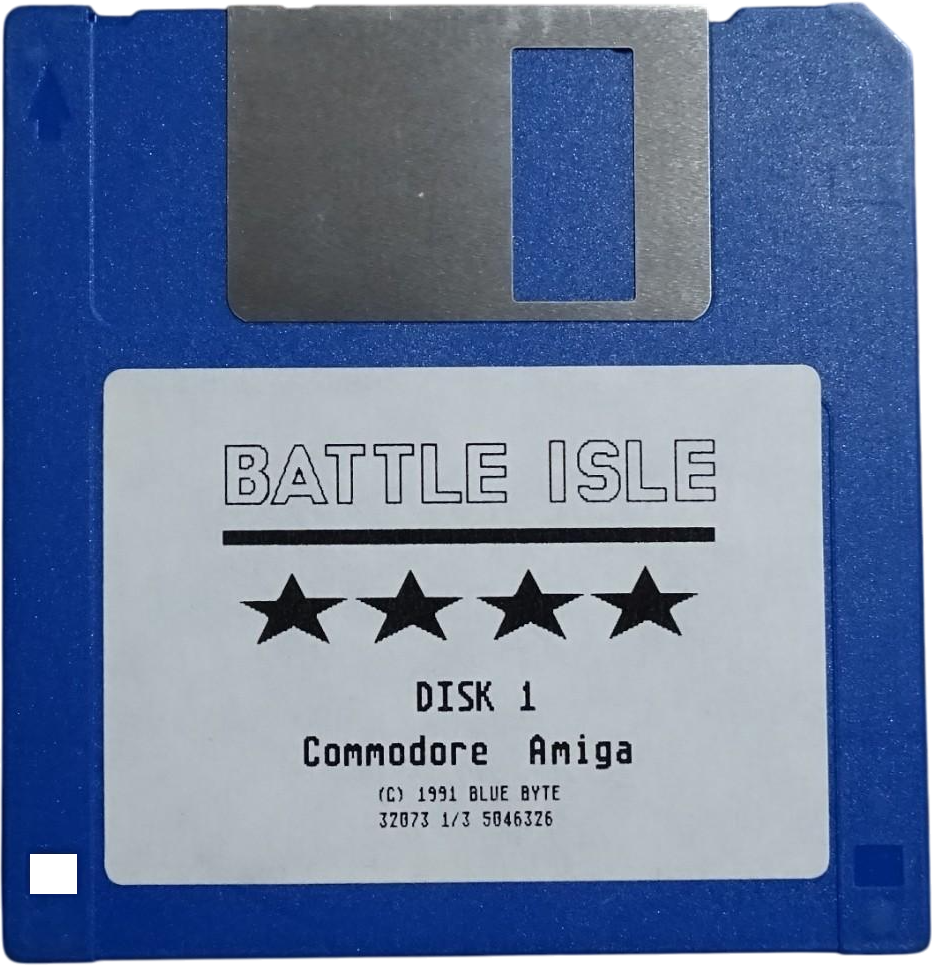 BATTLE ISLE
DISK 1
Commodore Amiga
(C) 1991 BLUE BYTE
32073 1/3 5046326